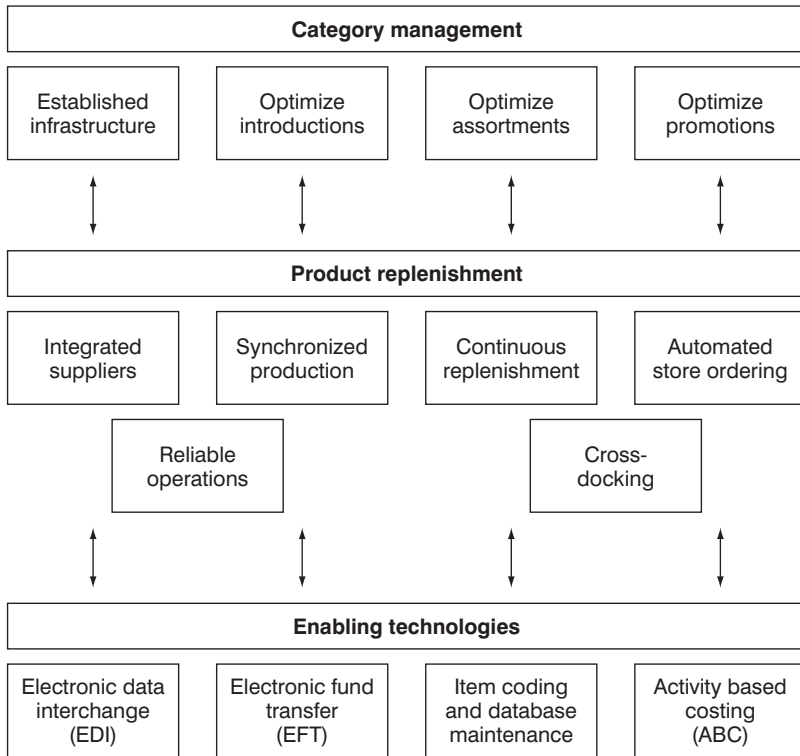 Category management
Established
infrastructure
Optimize
introductions
Optimize
assortments
Optimize
promotions
Product replenishment
Integrated
suppliers
Synchronized
production
Continuous
replenishment
Automated
store ordering
Reliable
operations
Cross-
docking
Enabling technologies
Electronic data
interchange
(EDI)
Electronic fund
transfer
(EFT)
Item coding
and database
maintenance
Activity based
costing
(ABC)